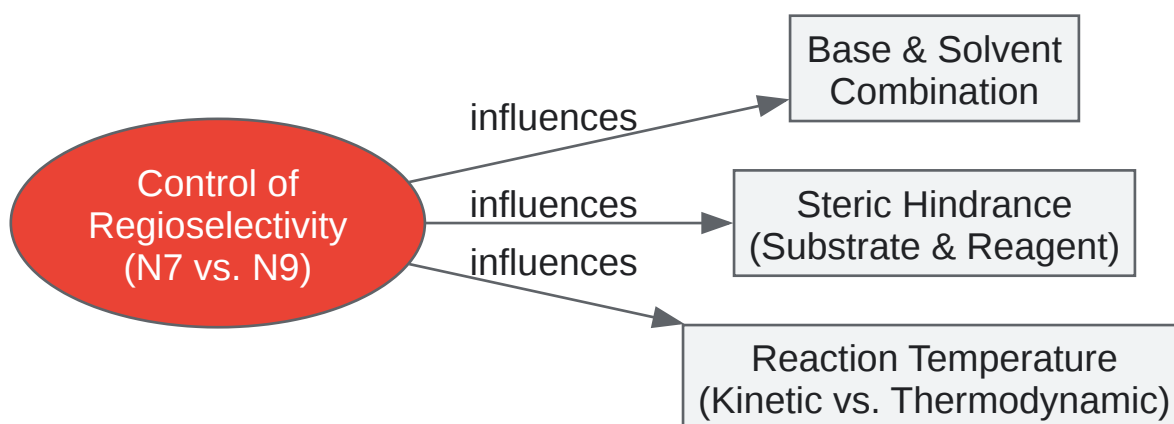 Control of
Regioselectivity
(N7 vs. N9)
influences
Base & Solvent
Combination
influences
Steric Hindrance
(Substrate & Reagent)
influences
Reaction Temperature
(Kinetic vs. Thermodynamic)